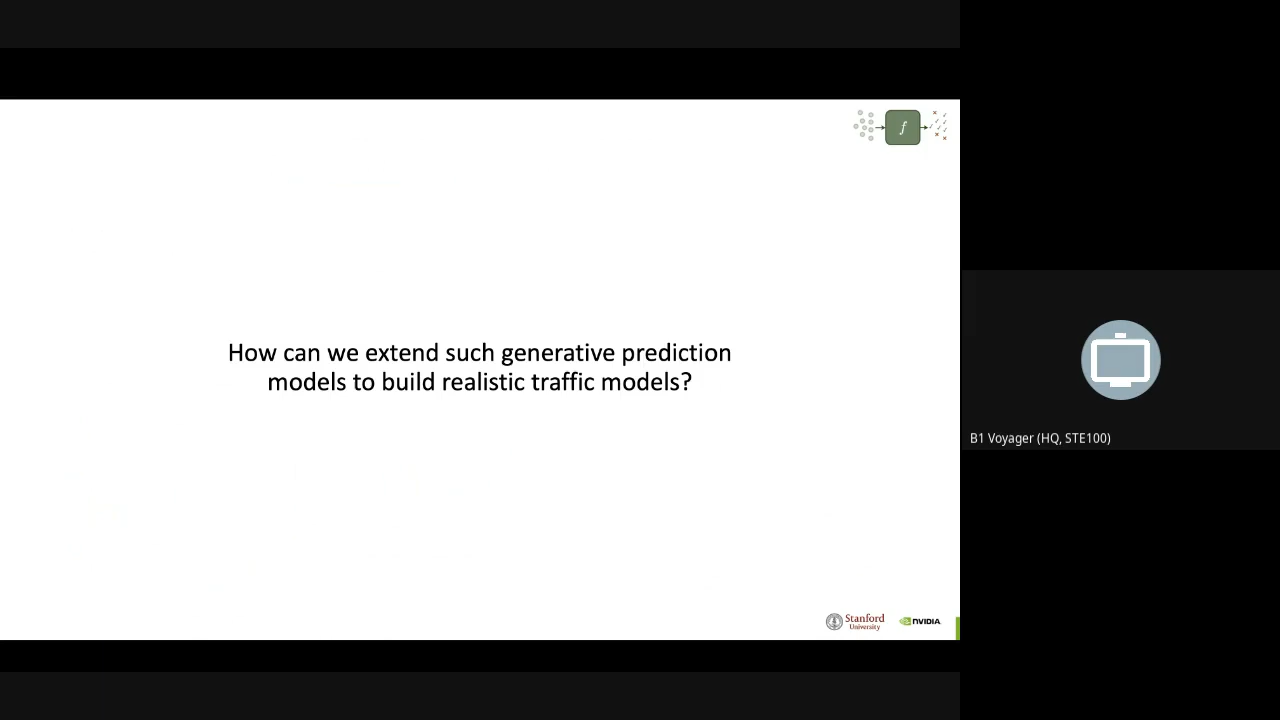 f
How can we extend such generative prediction
models to build realistic traffic models?
B1 Voyager (HQ, STE100)
Stanford
University
NVIDIA